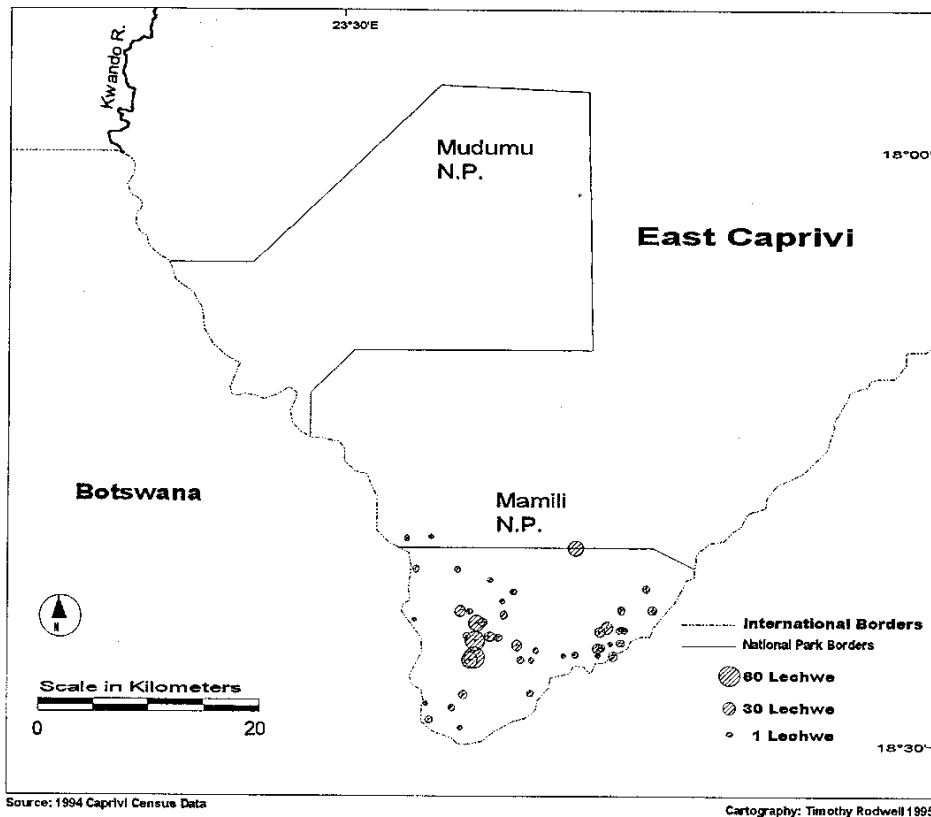 23°30'E
Kwando R.
Mudumu
N.P.
18°00'
East Caprivi
Botswana
Mamili
N.P.
N
International Borders
National Park Borders
Scale in Kilometers
0
20
60 Lechwe
30 Lechwe
1 Lechwe
18°30'
Source: 1994 Caprivi Census Data
Cartography: Timothy Rodwell 1995